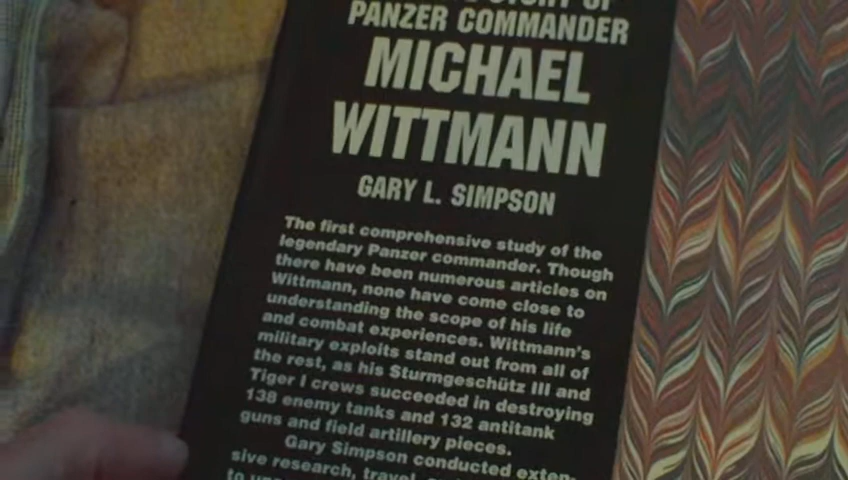 PANZER COMMANDER
MICHAEL
WITTMANN
GARY L. SIMPSON
The first comprehensive study of the
legendary Panzer commander. Though
there have been numerous articles on
Wittmann, none have come close to
understanding the scope of his life
and combat experiences. Wittmann's
military exploits stand out from all of
the rest, as his Sturmgeschütz III and
Tiger I crews succeeded in destroying
138 enemy tanks and 132 antitank
guns and field artillery pieces.
Gary Simpson conducted exten-
sive research, travel,
to